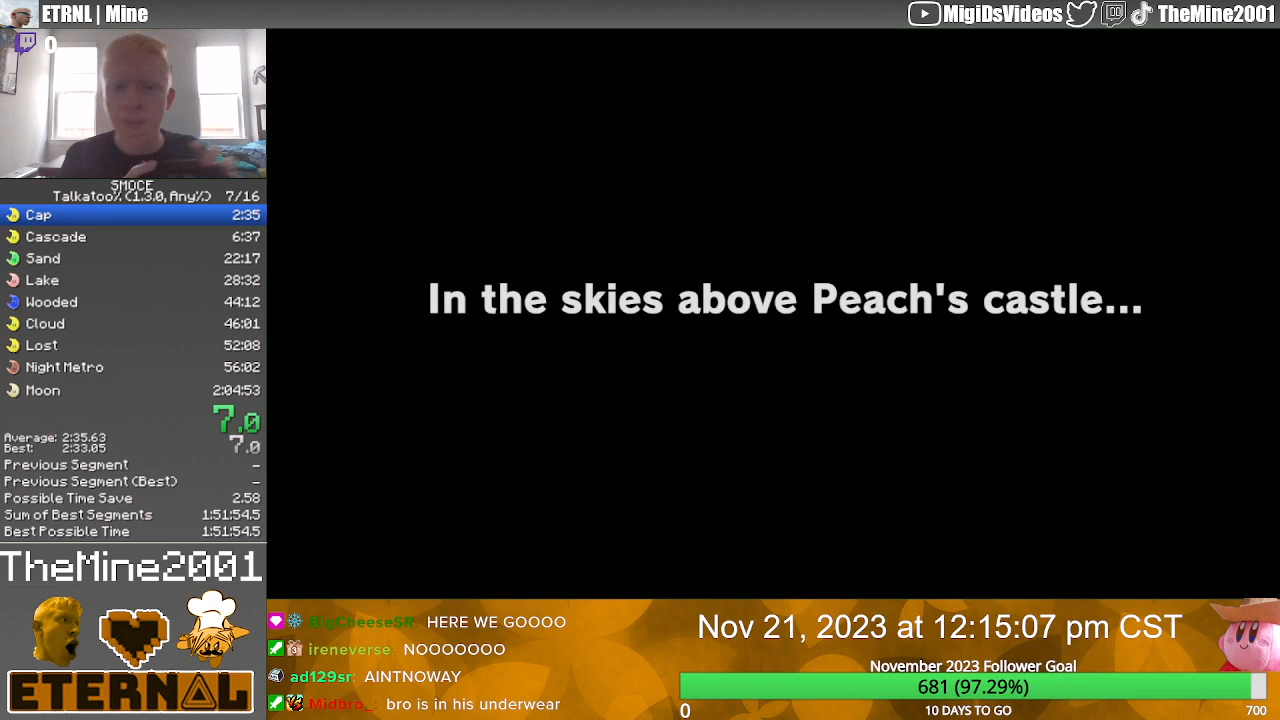 ETRNL | Mine
MigiDsVideos TheMine2001
0
SMOCE
Talkatoo% (1.3.0, Any%) 7/16
Cap 2:35
Cascade 6:37
Sand 22:17
Lake 28:32
Wooded 44:12
Cloud 46:01
Lost 52:08
Night Metro 56:02
Moon 2:04:53
7.0
Average: 2:35.63
Best: 2:33.05 7.0
Previous Segment –
Previous Segment (Best) –
Possible Time Save 2.58
Sum of Best Segments 1:51:54.5
Best Possible Time 1:51:54.5
TheMine2001
ETERNAL
In the skies above Peach's castle...
BigCheeseSR HERE WE GOOOO
ireneverse: NOOOOOOO
ad129sr: AINTNOWAY
Midbro_: bro is in his underwear
Nov 21, 2023 at 12:15:07 pm CST
November 2023 Follower Goal
681 (97.29%)
0 10 DAYS TO GO 700